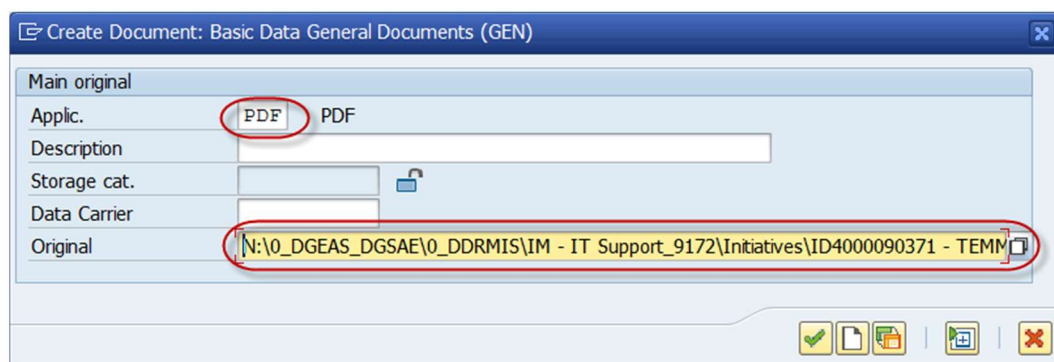 Create Document: Basic Data General Documents (GEN)
Main original
Applic. PDF PDF
Description
Storage cat.
Data Carrier
Original N:\0_DGEAS_DGSAE\0_DDRMIS\IM - IT Support_9172\Initiatives\ID4000090371 - TEMM